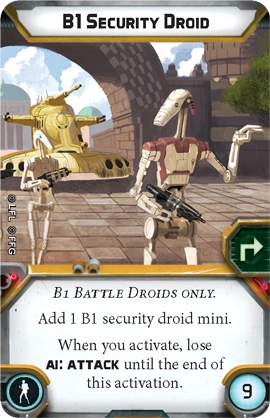 B1 Security Droid
© LFL © FFG
B1 Battle Droids only.
Add 1 B1 security droid mini.
When you activate, lose
AI: Attack until the end of
this activation.
9